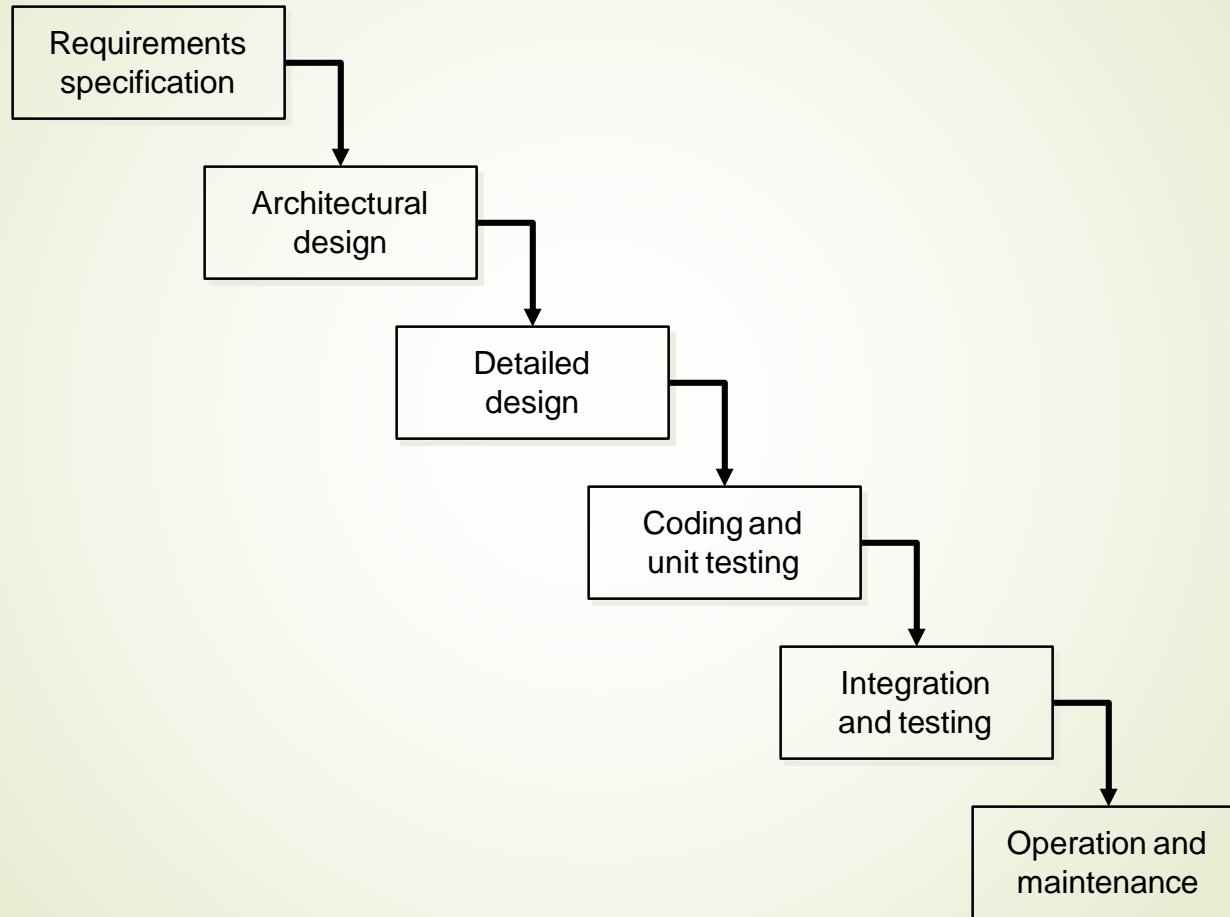 Requirements
specification
Architectural
design
Detailed
design
Coding and
unit testing
Integration
and testing
Operation and
maintenance